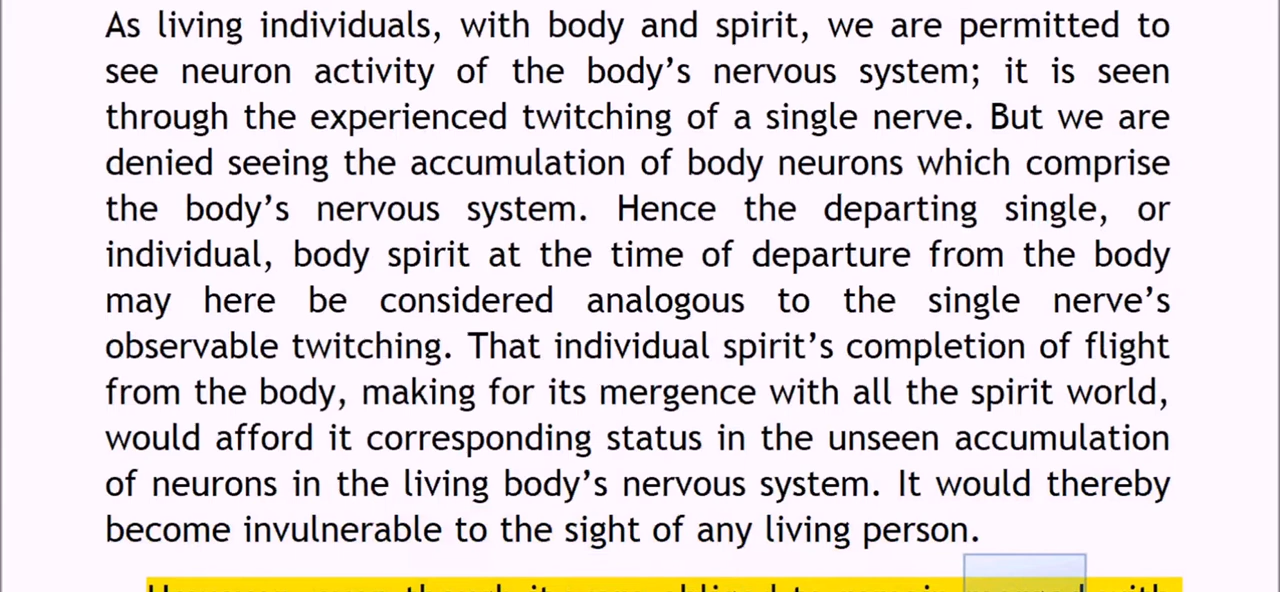 As living individuals, with body and spirit, we are permitted to
see neuron activity of the body’s nervous system; it is seen
through the experienced twitching of a single nerve. But we are
denied seeing the accumulation of body neurons which comprise
the body’s nervous system. Hence the departing single, or
individual, body spirit at the time of departure from the body
may here be considered analogous to the single nerve’s
observable twitching. That individual spirit’s completion of flight
from the body, making for its mergence with all the spirit world,
would afford it corresponding status in the unseen accumulation
of neurons in the living body’s nervous system. It would thereby
become invulnerable to the sight of any living person.